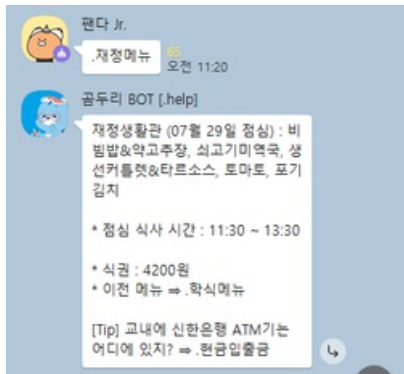 팬더 Jr.
.재정메뉴
65
오전 11:20
곰두리 BOT [.help]
재정생활관 (07월 29일 점심) : 비
빔밥&약고추장, 쇠고기미역국, 생
선커틀렛&타르소스, 토마토, 포기
김치
* 점심 식사 시간 : 11:30 ~ 13:30
* 식권 : 4200원
* 이전 메뉴 ⇒ .학식메뉴
[Tip] 교내에 신한은행 ATM기는
어디에 있지? ⇒ .현금입출금